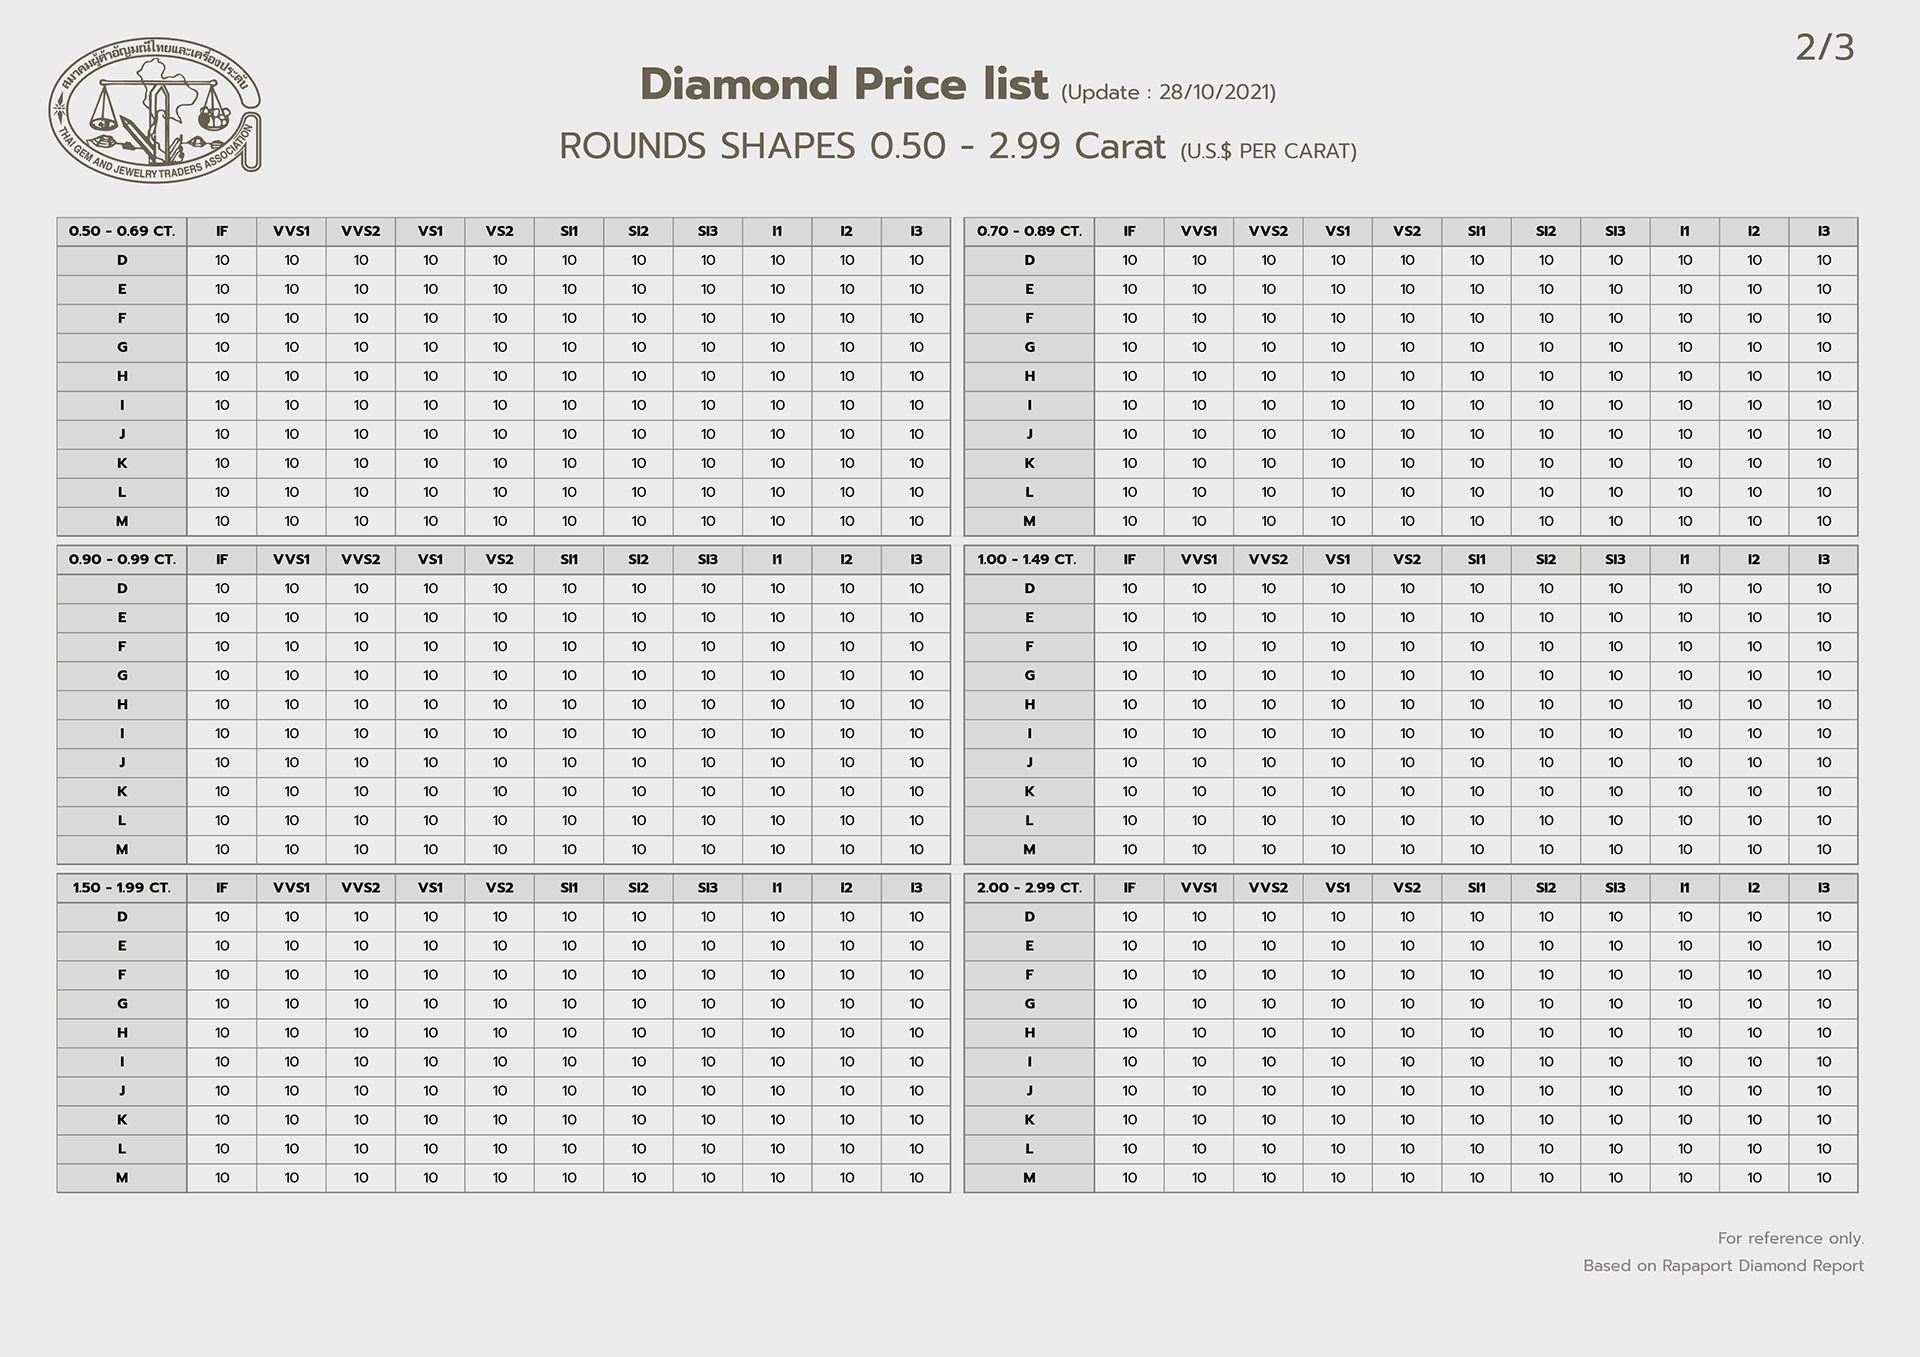 สมาคมผู้ค้าอัญมณีไทยและเครื่องประดับ
THAI GEM AND JEWELRY TRADERS ASSOCIATION
2/3
Diamond Price list (Update : 28/10/2021)
ROUNDS SHAPES 0.50 - 2.99 Carat (U.S.$ PER CARAT)
0.50 - 0.69 CT. IF VVS1 VVS2 VS1 VS2 SI1 SI2 SI3 I1 I2 I3
D 10 10 10 10 10 10 10 10 10 10 10
E 10 10 10 10 10 10 10 10 10 10 10
F 10 10 10 10 10 10 10 10 10 10 10
G 10 10 10 10 10 10 10 10 10 10 10
H 10 10 10 10 10 10 10 10 10 10 10
I 10 10 10 10 10 10 10 10 10 10 10
J 10 10 10 10 10 10 10 10 10 10 10
K 10 10 10 10 10 10 10 10 10 10 10
L 10 10 10 10 10 10 10 10 10 10 10
M 10 10 10 10 10 10 10 10 10 10 10
0.70 - 0.89 CT. IF VVS1 VVS2 VS1 VS2 SI1 SI2 SI3 I1 I2 I3
D 10 10 10 10 10 10 10 10 10 10 10
E 10 10 10 10 10 10 10 10 10 10 10
F 10 10 10 10 10 10 10 10 10 10 10
G 10 10 10 10 10 10 10 10 10 10 10
H 10 10 10 10 10 10 10 10 10 10 10
I 10 10 10 10 10 10 10 10 10 10 10
J 10 10 10 10 10 10 10 10 10 10 10
K 10 10 10 10 10 10 10 10 10 10 10
L 10 10 10 10 10 10 10 10 10 10 10
M 10 10 10 10 10 10 10 10 10 10 10
0.90 - 0.99 CT. IF VVS1 VVS2 VS1 VS2 SI1 SI2 SI3 I1 I2 I3
D 10 10 10 10 10 10 10 10 10 10 10
E 10 10 10 10 10 10 10 10 10 10 10
F 10 10 10 10 10 10 10 10 10 10 10
G 10 10 10 10 10 10 10 10 10 10 10
H 10 10 10 10 10 10 10 10 10 10 10
I 10 10 10 10 10 10 10 10 10 10 10
J 10 10 10 10 10 10 10 10 10 10 10
K 10 10 10 10 10 10 10 10 10 10 10
L 10 10 10 10 10 10 10 10 10 10 10
M 10 10 10 10 10 10 10 10 10 10 10
1.00 - 1.49 CT. IF VVS1 VVS2 VS1 VS2 SI1 SI2 SI3 I1 I2 I3
D 10 10 10 10 10 10 10 10 10 10 10
E 10 10 10 10 10 10 10 10 10 10 10
F 10 10 10 10 10 10 10 10 10 10 10
G 10 10 10 10 10 10 10 10 10 10 10
H 10 10 10 10 10 10 10 10 10 10 10
I 10 10 10 10 10 10 10 10 10 10 10
J 10 10 10 10 10 10 10 10 10 10 10
K 10 10 10 10 10 10 10 10 10 10 10
L 10 10 10 10 10 10 10 10 10 10 10
M 10 10 10 10 10 10 10 10 10 10 10
1.50 - 1.99 CT. IF VVS1 VVS2 VS1 VS2 SI1 SI2 SI3 I1 I2 I3
D 10 10 10 10 10 10 10 10 10 10 10
E 10 10 10 10 10 10 10 10 10 10 10
F 10 10 10 10 10 10 10 10 10 10 10
G 10 10 10 10 10 10 10 10 10 10 10
H 10 10 10 10 10 10 10 10 10 10 10
I 10 10 10 10 10 10 10 10 10 10 10
J 10 10 10 10 10 10 10 10 10 10 10
K 10 10 10 10 10 10 10 10 10 10 10
L 10 10 10 10 10 10 10 10 10 10 10
M 10 10 10 10 10 10 10 10 10 10 10
2.00 - 2.99 CT. IF VVS1 VVS2 VS1 VS2 SI1 SI2 SI3 I1 I2 I3
D 10 10 10 10 10 10 10 10 10 10 10
E 10 10 10 10 10 10 10 10 10 10 10
F 10 10 10 10 10 10 10 10 10 10 10
G 10 10 10 10 10 10 10 10 10 10 10
H 10 10 10 10 10 10 10 10 10 10 10
I 10 10 10 10 10 10 10 10 10 10 10
J 10 10 10 10 10 10 10 10 10 10 10
K 10 10 10 10 10 10 10 10 10 10 10
L 10 10 10 10 10 10 10 10 10 10 10
M 10 10 10 10 10 10 10 10 10 10 10
For reference only.
Based on Rapaport Diamond Report